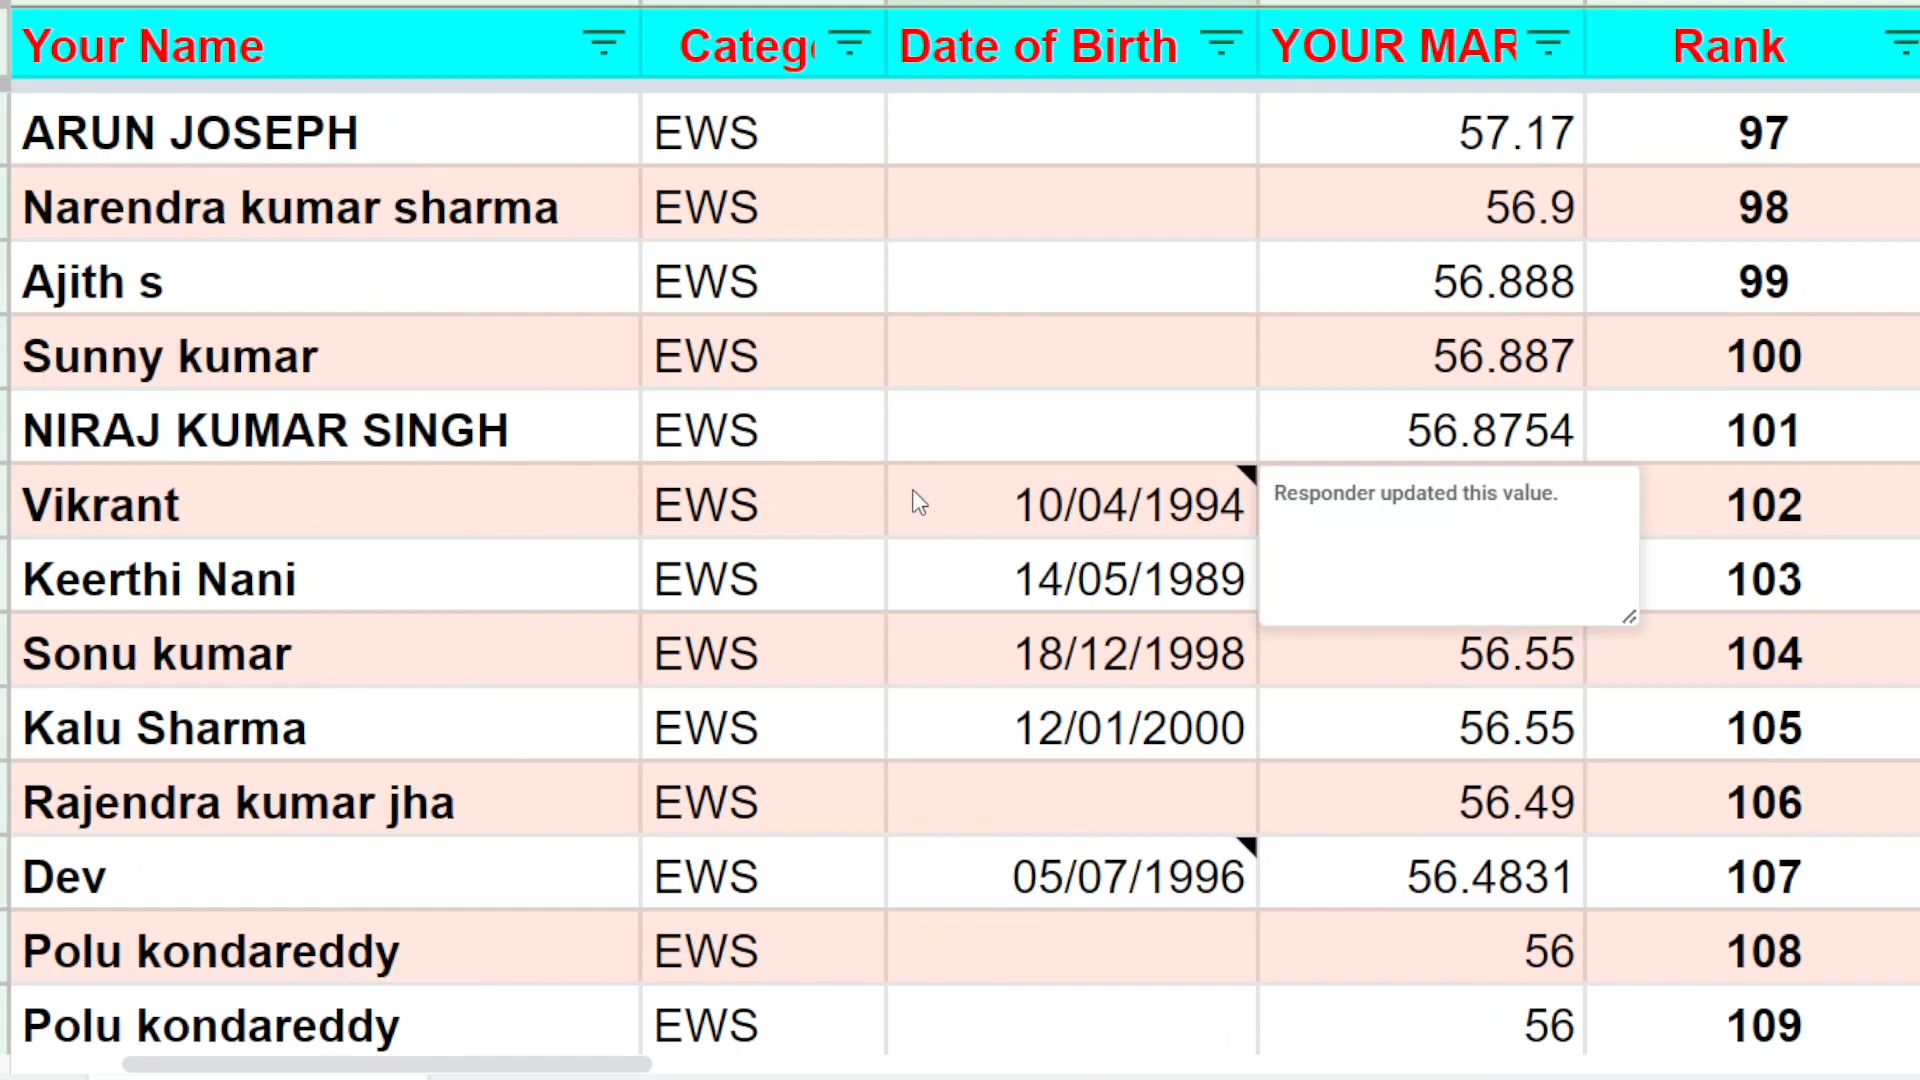 Your Name Catego Date of Birth YOUR MAR Rank
ARUN JOSEPH EWS 57.17 97
Narendra kumar sharma EWS 56.9 98
Ajith s EWS 56.888 99
Sunny kumar EWS 56.887 100
NIRAJ KUMAR SINGH EWS 56.8754 101
Vikrant EWS 10/04/1994 Responder updated this value. 102
Keerthi Nani EWS 14/05/1989 103
Sonu kumar EWS 18/12/1998 56.55 104
Kalu Sharma EWS 12/01/2000 56.55 105
Rajendra kumar jha EWS 56.49 106
Dev EWS 05/07/1996 56.4831 107
Polu kondareddy EWS 56 108
Polu kondareddy EWS 56 109